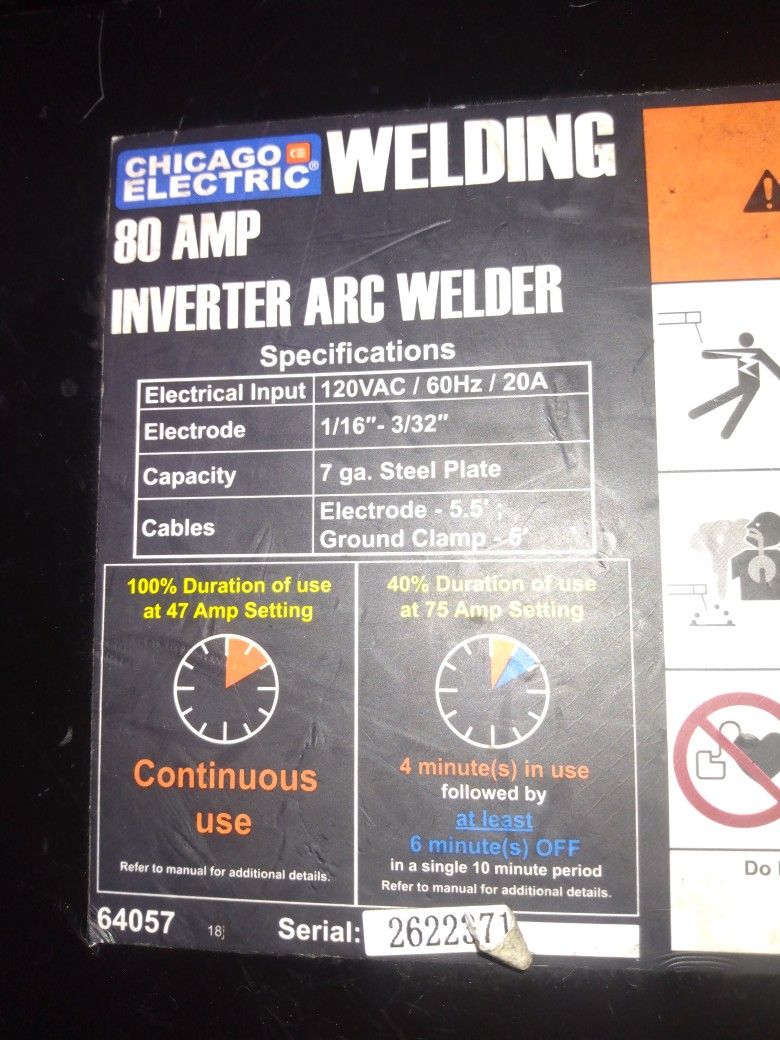 CHICAGO
ELECTRIC® WELDING
80 AMP
INVERTER ARC WELDER
Specifications
Electrical Input 120VAC / 60Hz / 20A
Electrode 1/16"- 3/32"
Capacity 7 ga. Steel Plate
Cables Electrode - 5.5' ;
Ground Clamp - 5'
100% Duration of use
at 47 Amp Setting
Continuous
use
Refer to manual for additional details.
40% Duration of use
at 75 Amp Setting
4 minute(s) in use
followed by
at least
6 minute(s) OFF
in a single 10 minute period
Refer to manual for additional details.
Do
64057 18j Serial: 2622371